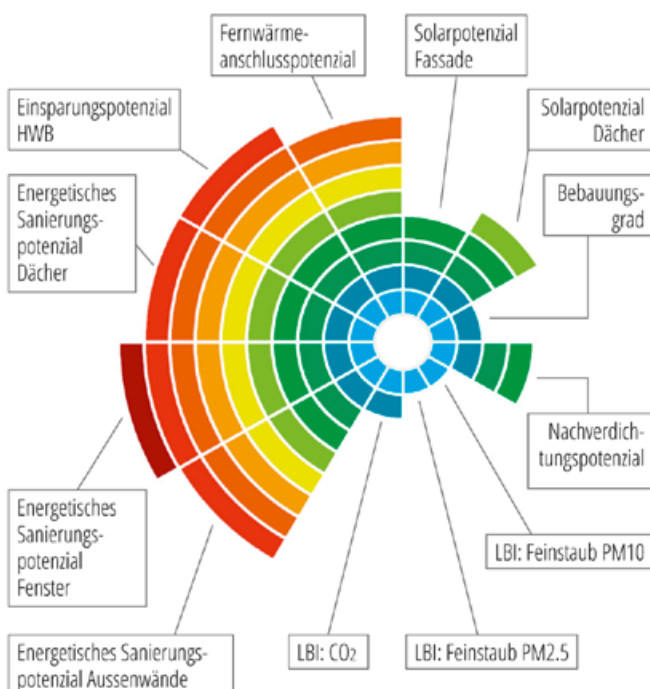 Fernwärme-
anschlusspotenzial
Solarpotenzial
Fassade
Einsparungspotenzial
HWB
Solarpotenzial
Dächer
Energetisches
Sanierungs-
potenzial
Dächer
Bebauungs-
grad
Nachverdich-
tungspotenzial
Energetisches
Sanierungs-
potenzial
Fenster
LBI: Feinstaub PM10
Energetisches Sanierungs-
potenzial Aussenwände
LBI: CO₂
LBI: Feinstaub PM2.5